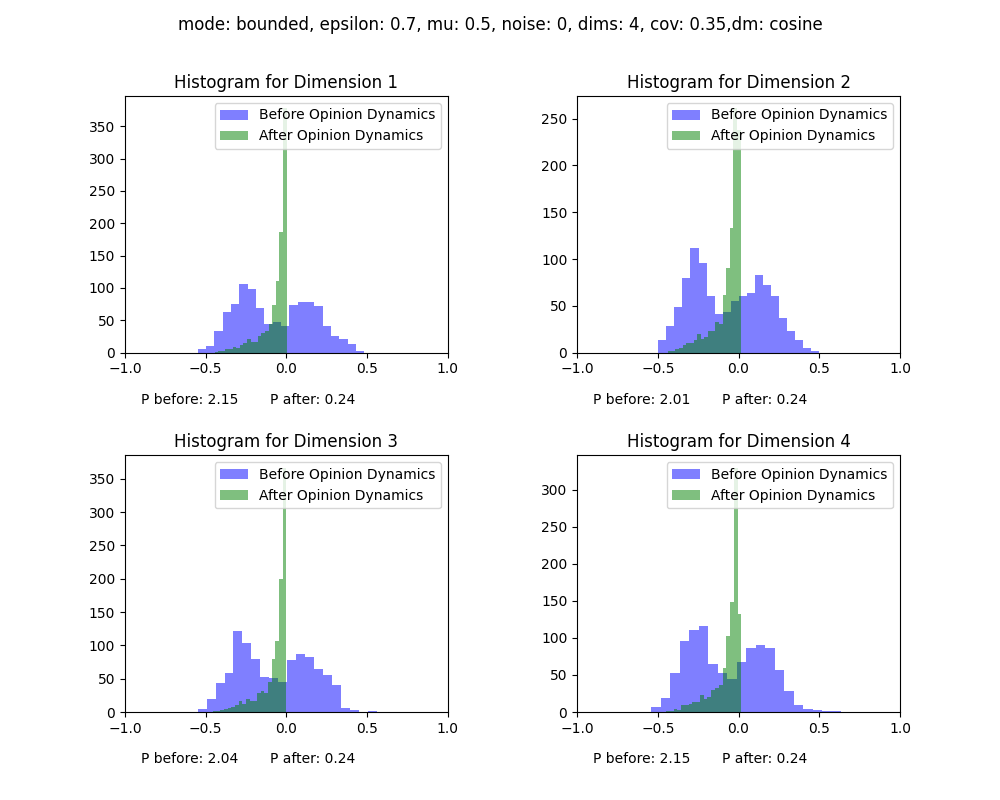 mode: bounded, epsilon: 0.7, mu: 0.5, noise: 0, dims: 4, cov: 0.35,dm: cosine
Histogram for Dimension 1
Before Opinion Dynamics
After Opinion Dynamics
350
300
250
200
150
100
50
0
−1.0 −0.5 0.0 0.5 1.0
P before: 2.15 P after: 0.24
Histogram for Dimension 2
Before Opinion Dynamics
After Opinion Dynamics
250
200
150
100
50
0
−1.0 −0.5 0.0 0.5 1.0
P before: 2.01 P after: 0.24
Histogram for Dimension 3
Before Opinion Dynamics
After Opinion Dynamics
350
300
250
200
150
100
50
0
−1.0 −0.5 0.0 0.5 1.0
P before: 2.04 P after: 0.24
Histogram for Dimension 4
Before Opinion Dynamics
After Opinion Dynamics
300
250
200
150
100
50
0
−1.0 −0.5 0.0 0.5 1.0
P before: 2.15 P after: 0.24